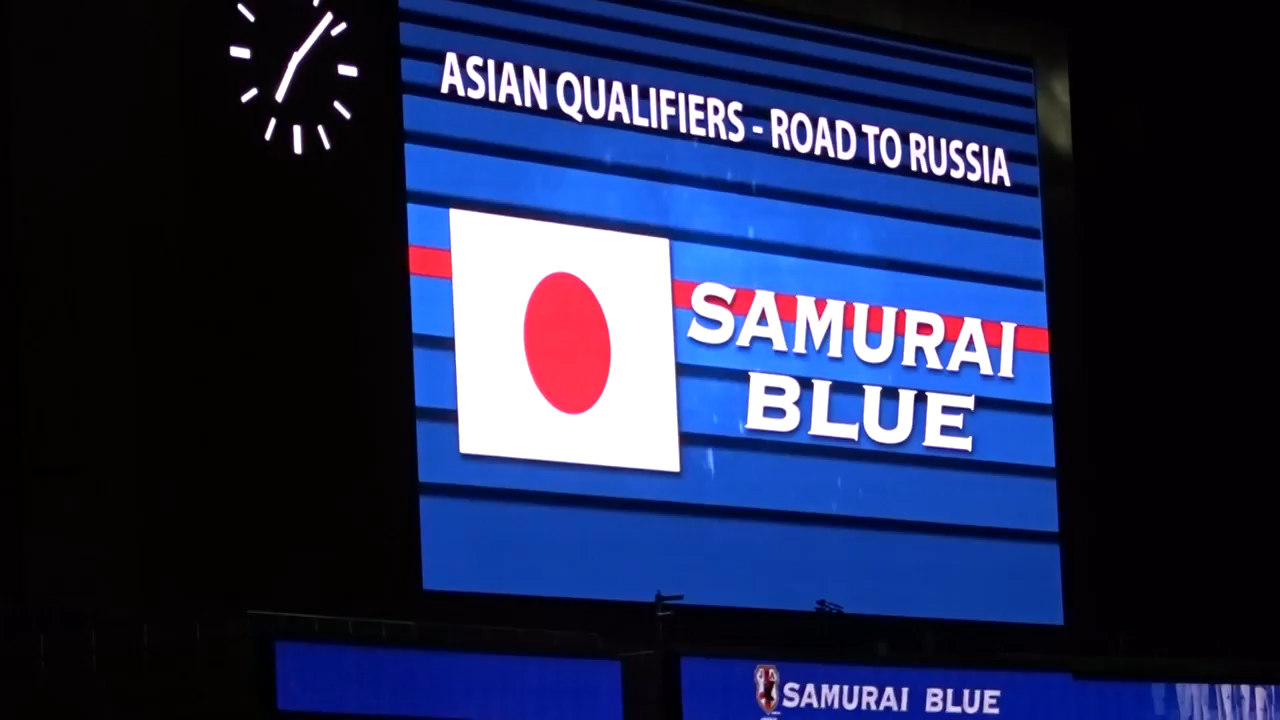 ASIAN QUALIFIERS - ROAD TO RUSSIA
SAMURAI
BLUE
SAMURAI BLUE